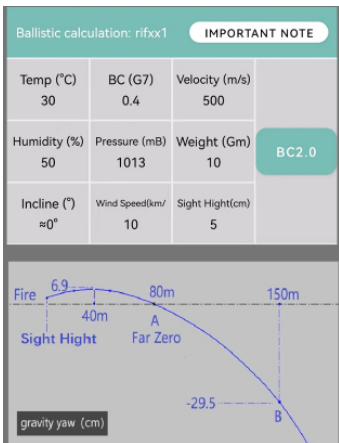 Ballistic calculation: rifxx1 IMPORTANT NOTE
Temp (°C) BC (G7) Velocity (m/s)
30 0.4 500
Humidity (%) Pressure (mB) Weight (Gm)
50 1013 10
BC2.0
Incline (°) Wind Speed(km/ Sight Hight(cm)
≈0° 10 5
Fire 6.9 80m 150m
40m A
Sight Hight Far Zero
-29.5
B
gravity yaw (cm)